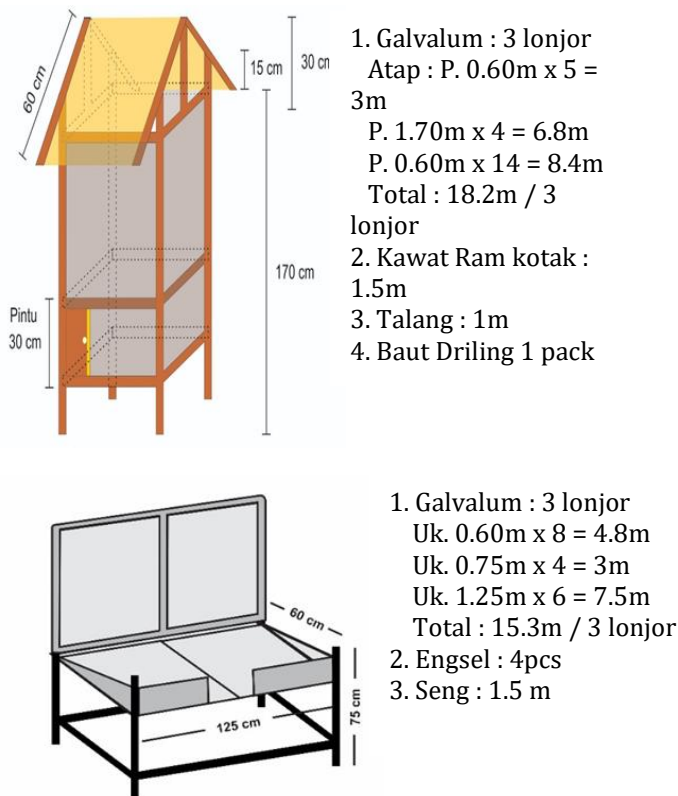 60 cm
15 cm
30 cm
170 cm
Pintu
30 cm
1. Galvalum : 3 lonjor
Atap : P. 0.60m x 5 =
3m
P. 1.70m x 4 = 6.8m
P. 0.60m x 14 = 8.4m
Total : 18.2m / 3
lonjor
2. Kawat Ram kotak :
1.5m
3. Talang : 1m
4. Baut Driling 1 pack
60 cm
125 cm
75 cm
1. Galvalum : 3 lonjor
Uk. 0.60m x 8 = 4.8m
Uk. 0.75m x 4 = 3m
Uk. 1.25m x 6 = 7.5m
Total : 15.3m / 3 lonjor
2. Engsel : 4pcs
3. Seng : 1.5 m